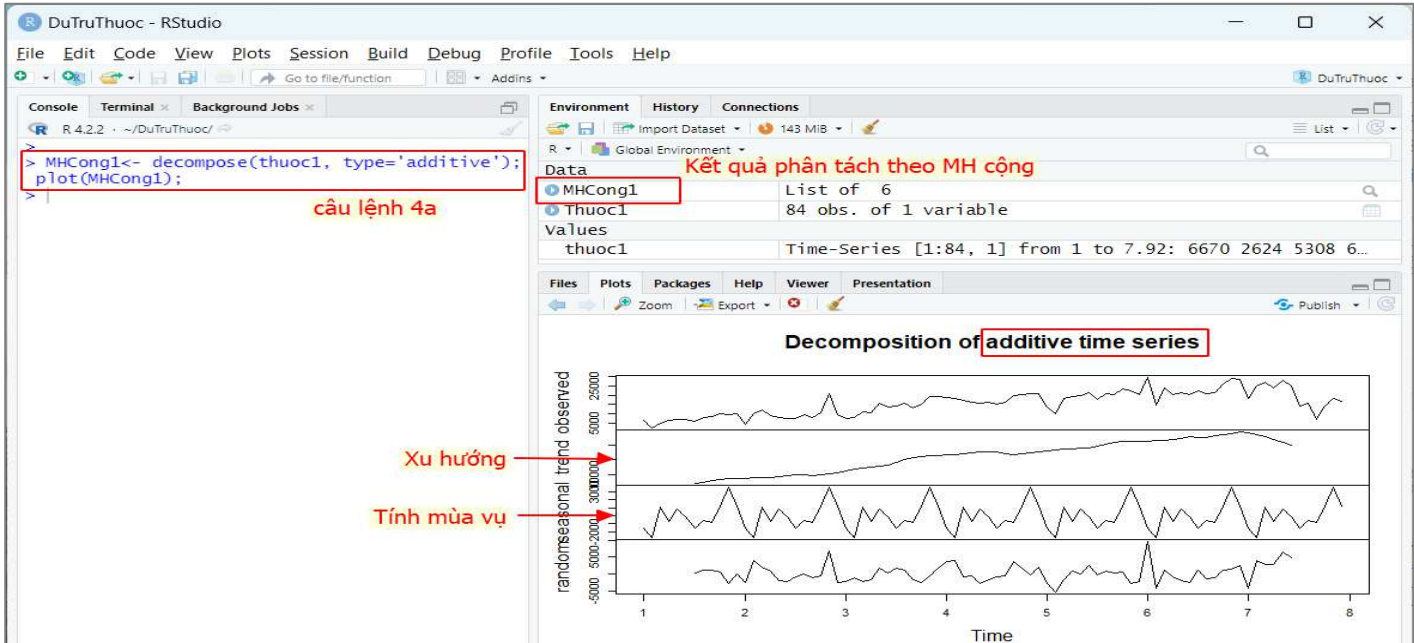 DuTruThuoc - RStudio
File Edit Code View Plots Session Build Debug Profile Tools Help
Go to file/function
Addins
DuTruThuoc
Console Terminal Background Jobs
R 4.2.2 · ~/DuTruThuoc/
>
> MHCong1<- decompose(thuoc1, type='additive');
plot(MHCong1);
>
câu lệnh 4a
Environment History Connections
Import Dataset 143 MiB List
R Global Environment
Data
Kết quả phân tách theo MH cộng
MHCong1 List of 6
Thuoc1 84 obs. of 1 variable
Values
thuoc1 Time-Series [1:84, 1] from 1 to 7.92: 6670 2624 5308 6…
Files Plots Packages Help Viewer Presentation
Zoom Export Publish
Decomposition of additive time series
observed
25000
5000
Xu hướng
trend
Tính mùa vụ
seasonal
3000
-2000
random
5000
-5000
1 2 3 4 5 6 7 8
Time